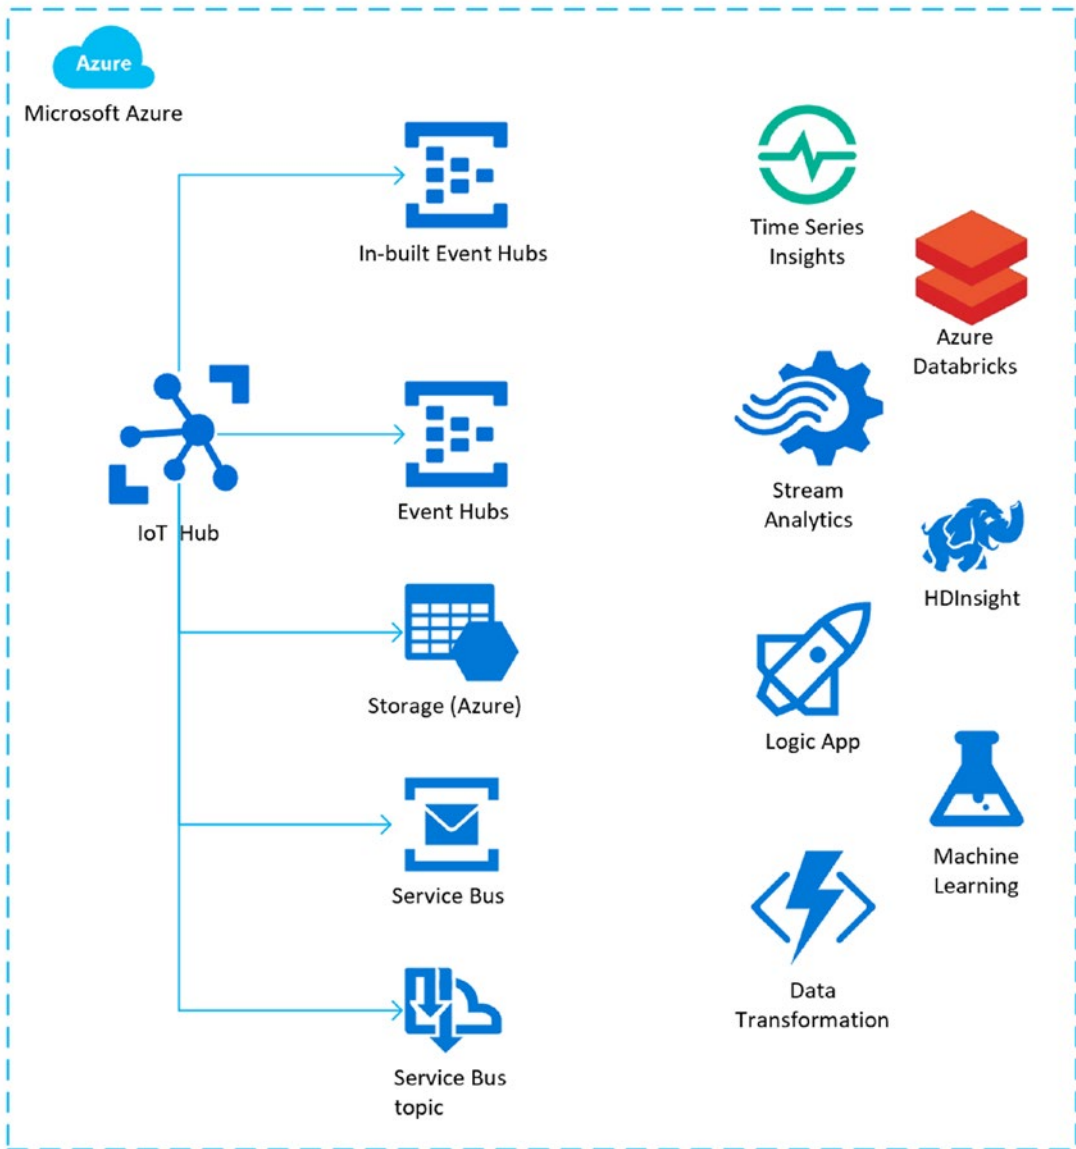 Azure
Microsoft Azure
In-built Event Hubs
Time Series
Insights
Azure
Databricks
IoT Hub
Event Hubs
Stream
Analytics
HDInsight
Storage (Azure)
Logic App
Service Bus
Machine
Learning
Data
Transformation
Service Bus
topic